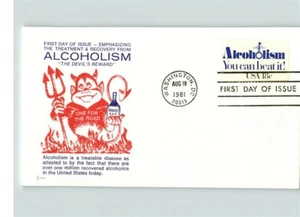 FIRST DAY OF ISSUE – EMPHASIZING
THE TREATMENT & RECOVERY FROM
ALCOHOLISM
"THE DEVIL'S REWARD"
ONE FOR
THE ROAD
Alcoholism is a treatable disease as
attested to by the fact that there are
over one million recovered alcoholics
in the United States today.
WASHINGTON, DC
AUG 19
1981
20013
Alcoholism
You can beat it!
USA 18c
FIRST DAY OF ISSUE